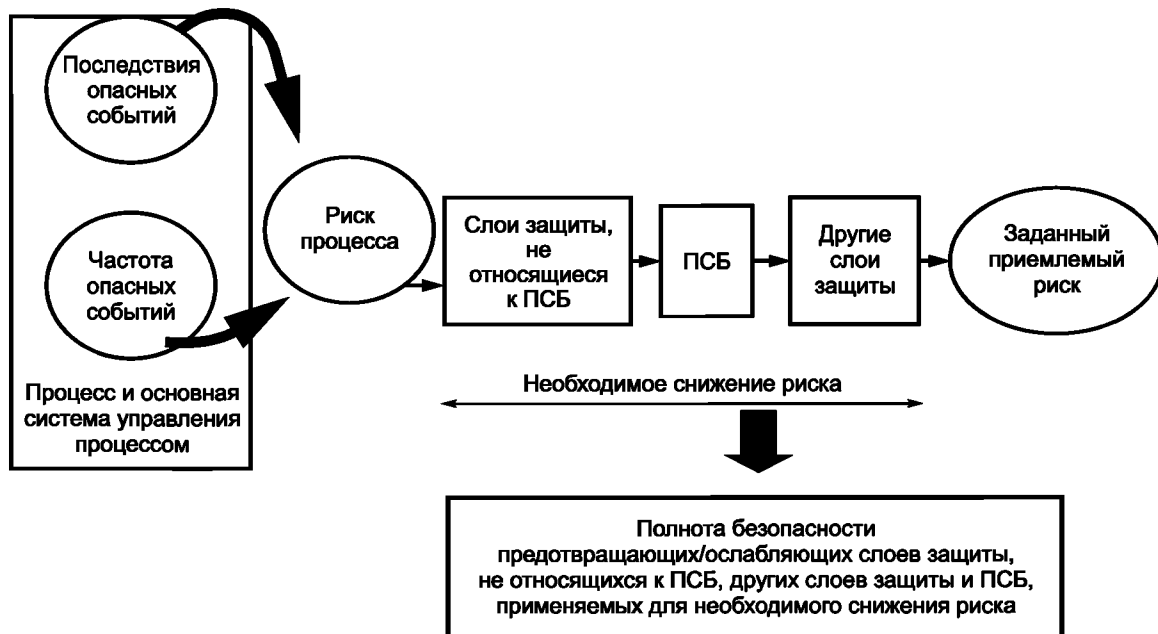 Последствия
опасных
событий
Частота
опасных
событий
Процесс и основная
система управления
процессом
Риск
процесса
Слои защиты,
не
относящиеся
к ПСБ
ПСБ
Другие
слои
защиты
Заданный
приемлемый
риск
Необходимое снижение риска
Полнота безопасности
предотвращающих/ослабляющих слоев защиты,
не относящихся к ПСБ, других слоев защиты и ПСБ,
применяемых для необходимого снижения риска